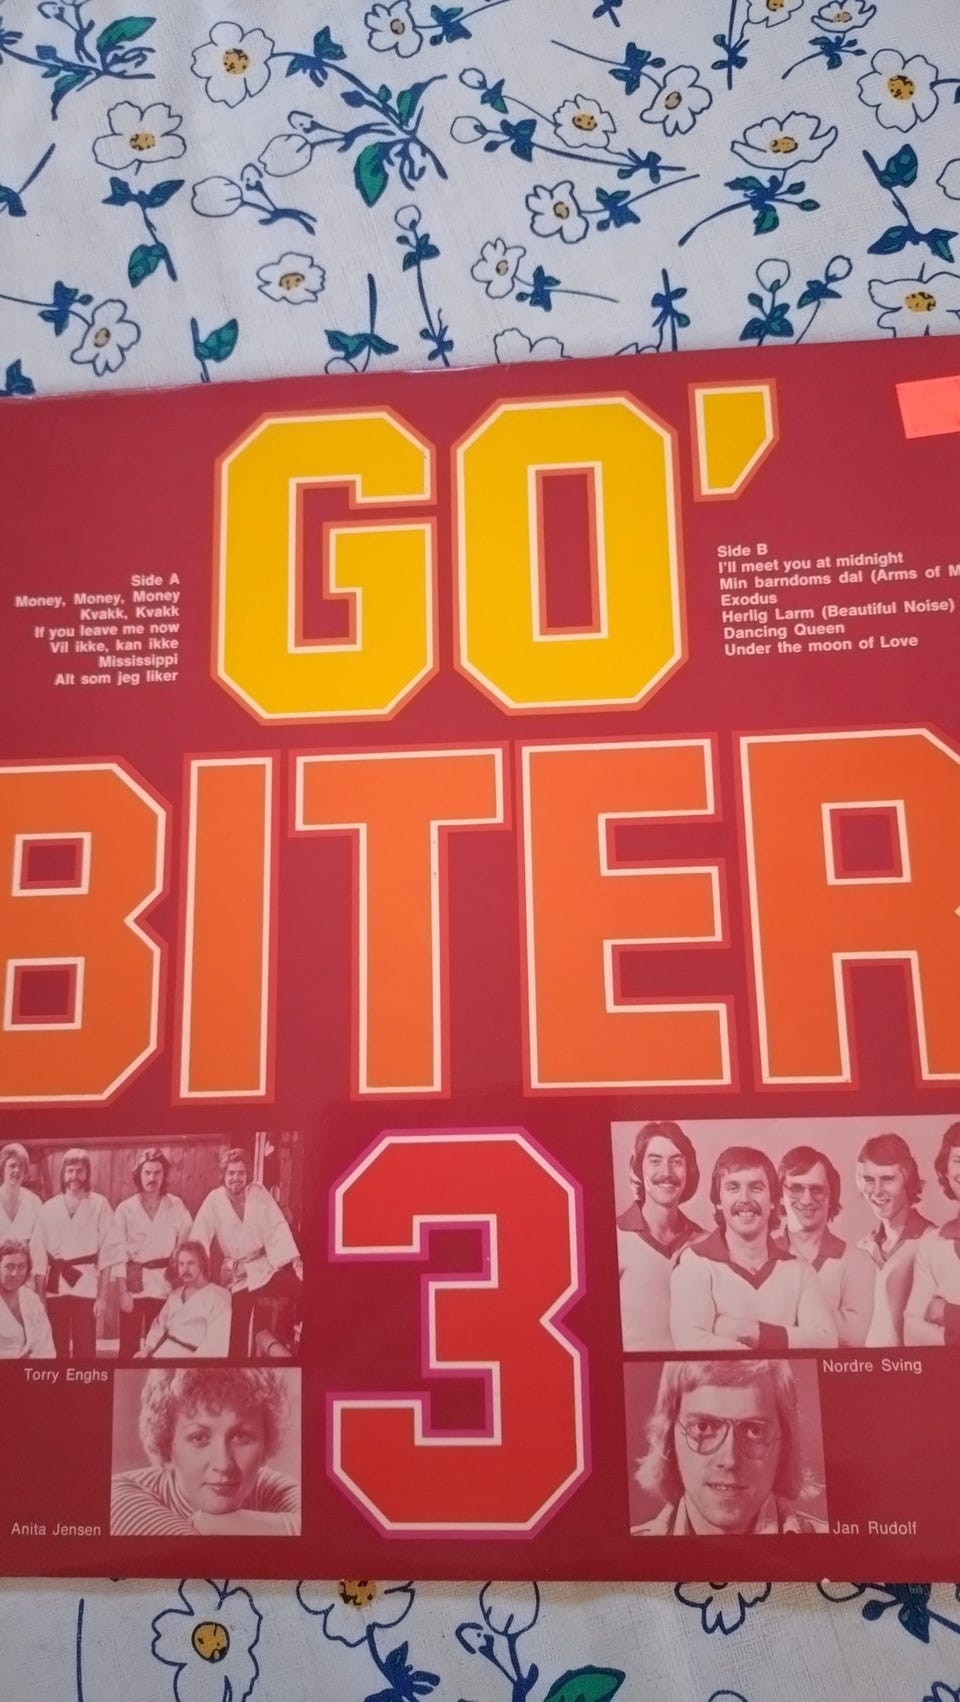 GO'
Side A
Money, Money, Money
Kvakk, Kvakk
If you leave me now
Vil ikke, kan ikke
Mississippi
Alt som jeg liker
Side B
I'll meet you at midnight
Min barndoms dal (Arms of M
Exodus
Herlig Larm (Beautiful Noise)
Dancing Queen
Under the moon of Love
BITER
3
Torry Enghs
Nordre Sving
Anita Jensen
Jan Rudolf